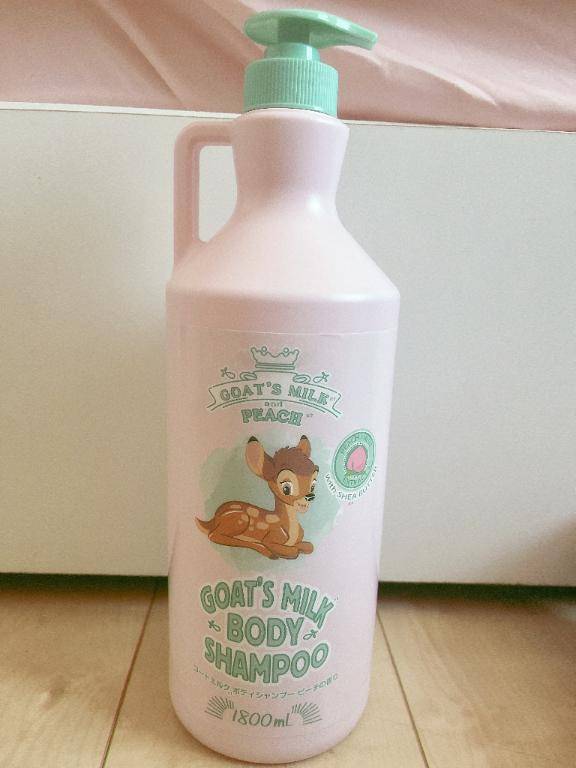 GOAT'S MILK
and
PEACH
With SHEA BUTTER
GOAT'S MILK
BODY
SHAMPOO
ゴートミルク ボディシャンプー ピーチの香り
1800mL